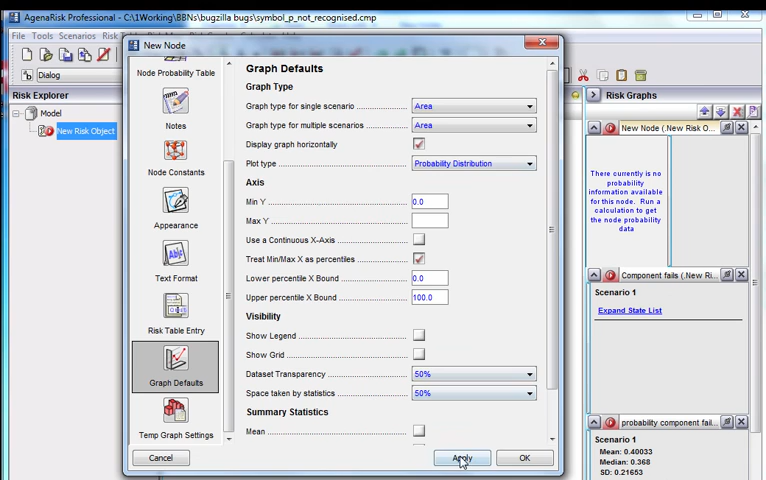 AgenaRisk Professional - C:\1Working\BBNs\bugzilla bugs\symbol_p_not_recognised.cmp
File Tools Scenarios Risk
Dialog
Risk Explorer
Model
New Risk Object
New Node
Node Probability Table
Notes
Node Constants
Appearance
Text Format
Risk Table Entry
Graph Defaults
Temp Graph Settings
Graph Defaults
Graph Type
Graph type for single scenario Area
Graph type for multiple scenarios Area
Display graph horizontally
Plot type Probability Distribution
Axis
Min Y 0.0
Max Y
Use a Continuous X-Axis
Treat Min/Max X as percentiles
Lower percentile X Bound 0.0
Upper percentile X Bound 100.0
Visibility
Show Legend
Show Grid
Dataset Transparency 50%
Space taken by statistics 50%
Summary Statistics
Mean
Cancel
Apply
OK
Risk Graphs
New Node (.New Risk O...
There currently is no
probability
information available
for this node. Run a
calculation to get
the node probability
data
Component fails (.New Ri...
Scenario 1
Expand State List
probability component fail...
Scenario 1
Mean: 0.40033
Median: 0.368
SD: 0.21653